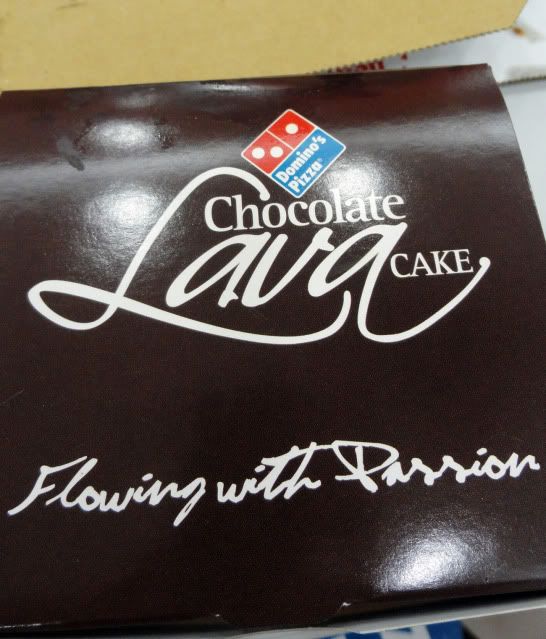 Domino's
Pizza
Chocolate
Lava
CAKE
Flowing with Passion